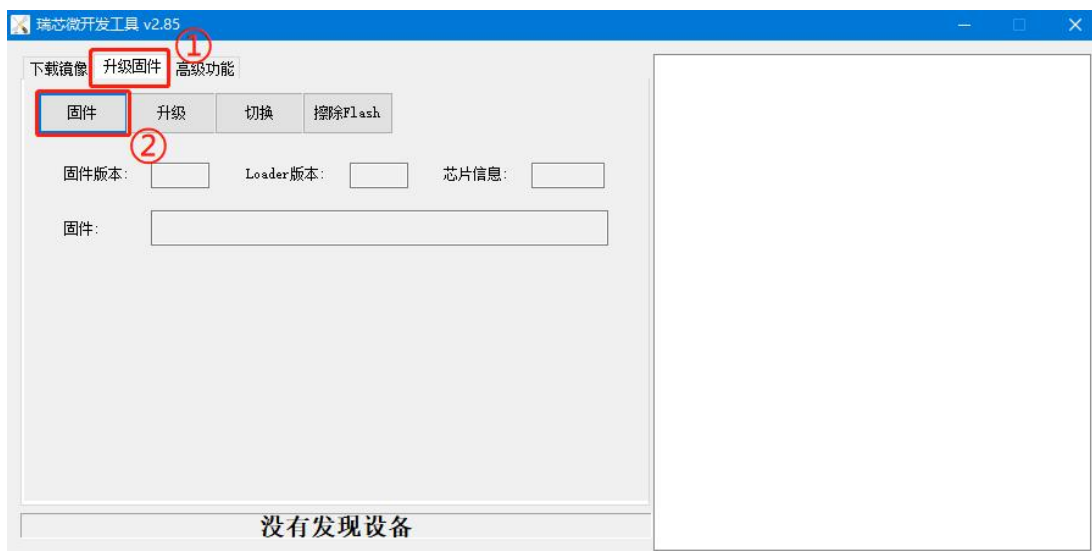 瑞芯微开发工具 v2.85
①
下载镜像 升级固件 高级功能
固件 升级 切换 擦除Flash
②
固件版本: Loader版本: 芯片信息:
固件:
没有发现设备